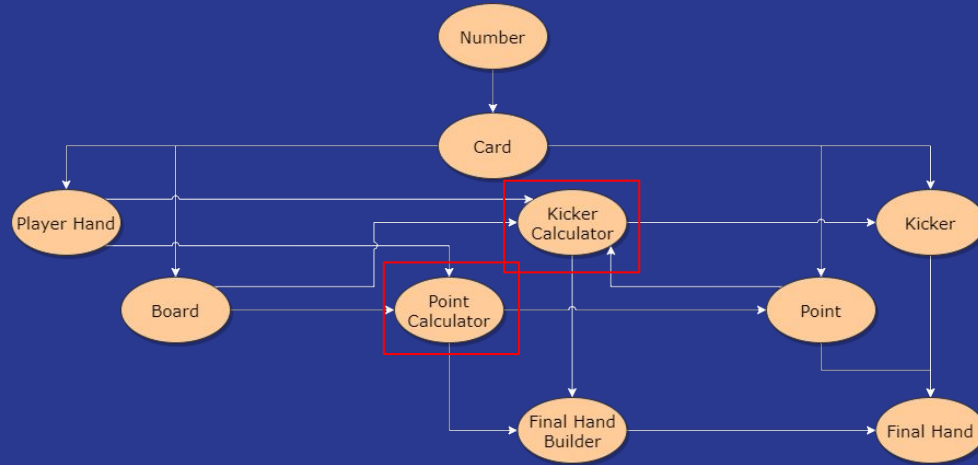 Number
Card
Player Hand
Kicker
Calculator
Kicker
Board
Point
Calculator
Point
Final Hand
Builder
Final Hand